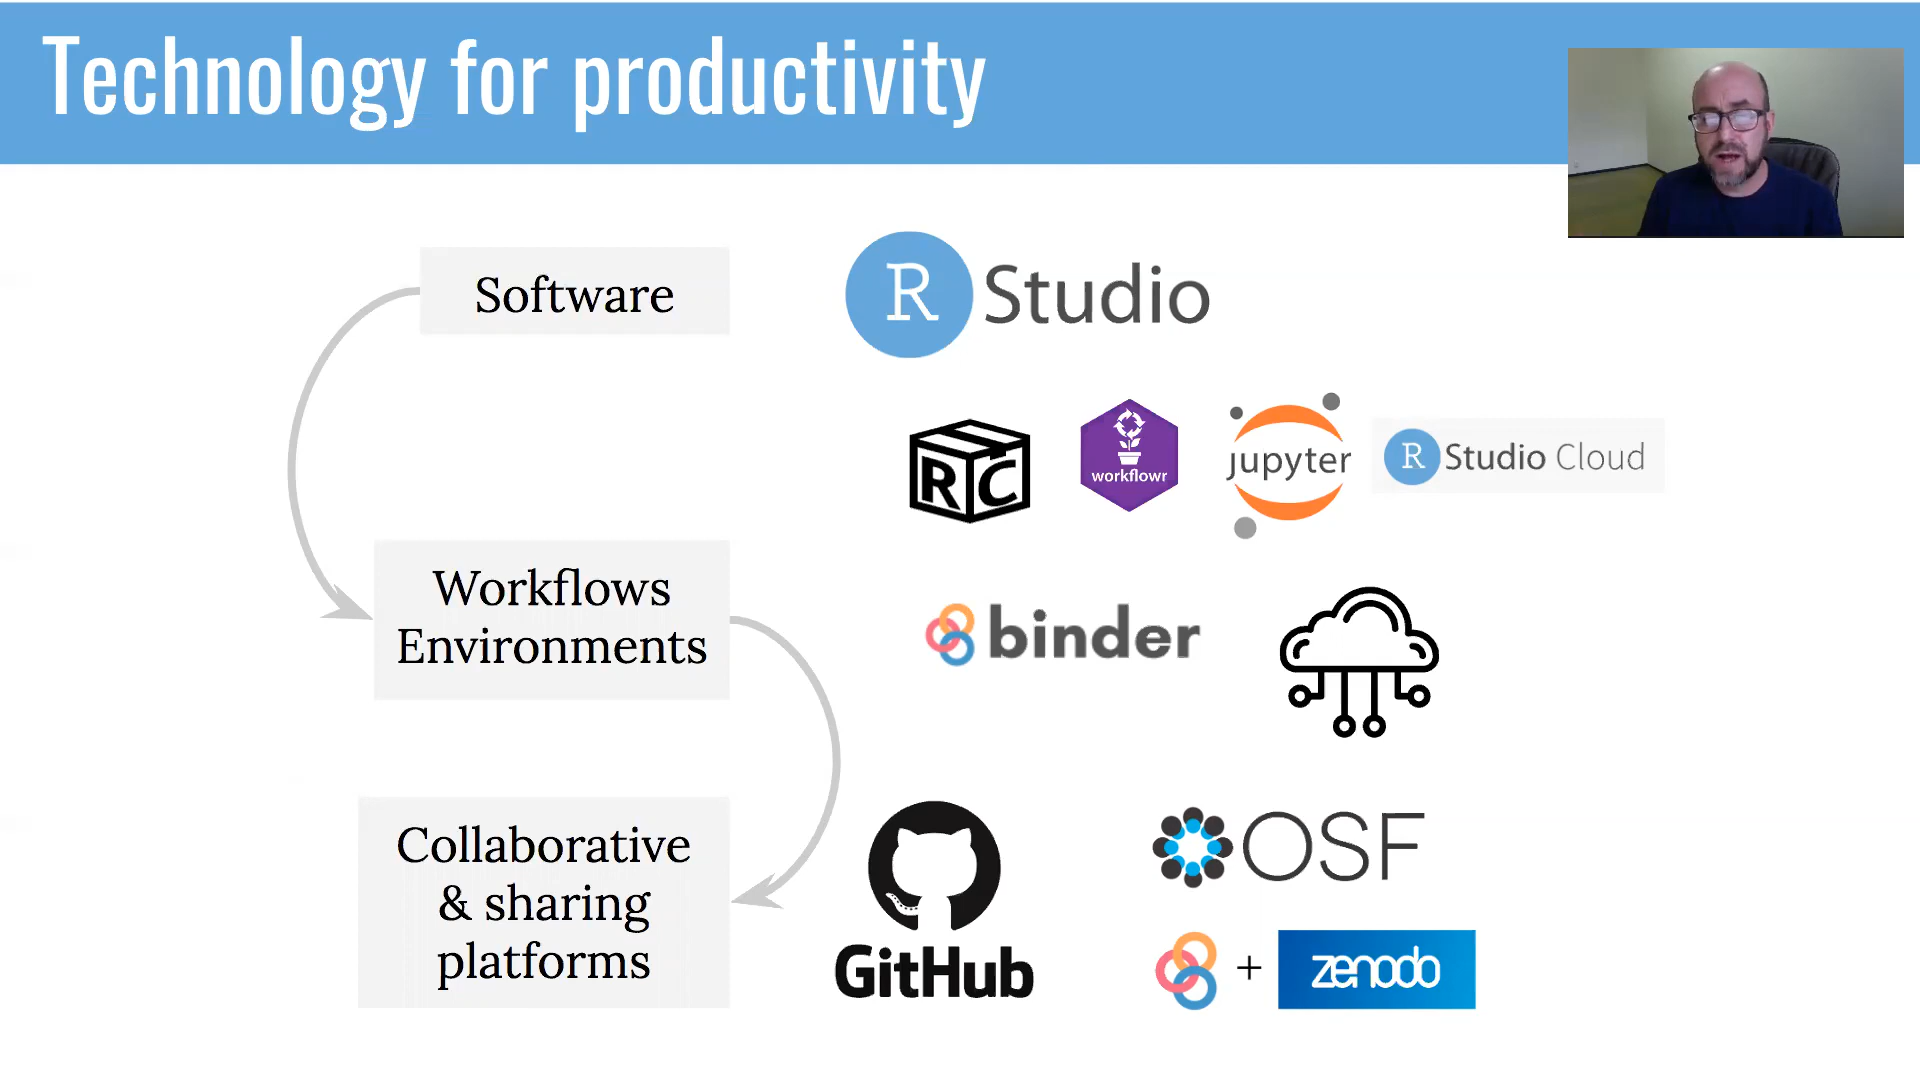 Technology for productivity
Software
R Studio
RC
workflowr
jupyter
R Studio Cloud
Workflows
Environments
binder
Collaborative
& sharing
platforms
GitHub
OSF
+ zenodo